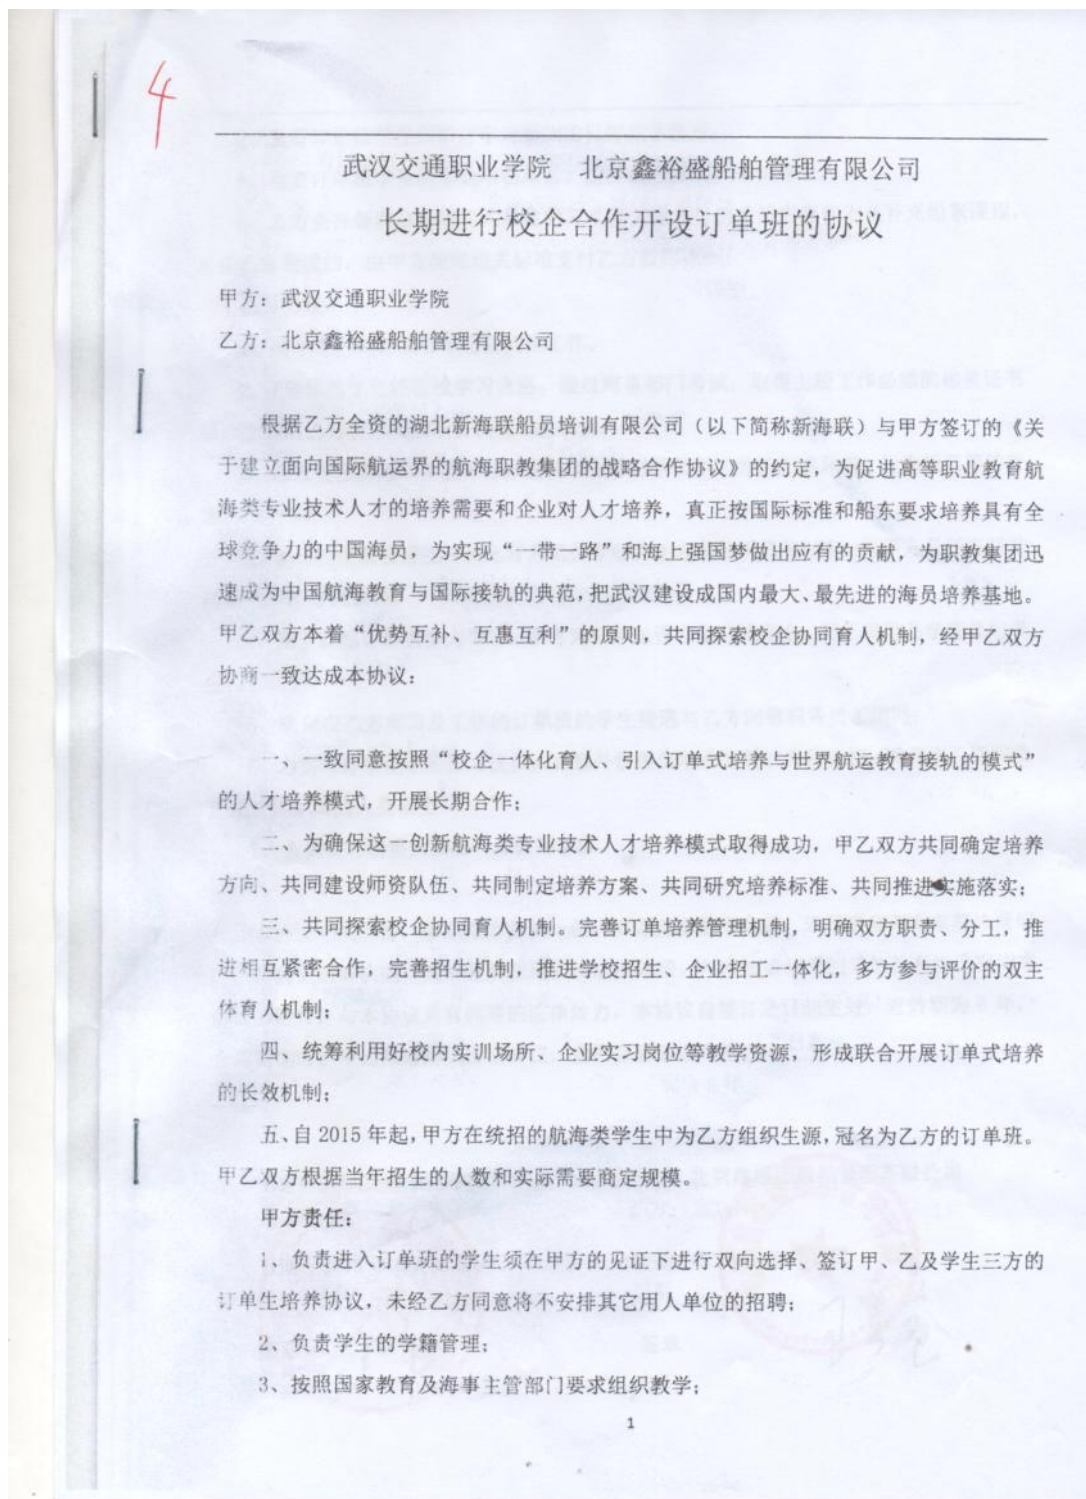 4
武汉交通职业学院 北京鑫裕盛船舶管理有限公司
长期进行校企合作开设订单班的协议
甲方：武汉交通职业学院
乙方：北京鑫裕盛船舶管理有限公司
根据乙方全资的湖北新海联船员培训有限公司（以下简称新海联）与甲方签订的《关
于建立面向国际航运界的航海职教集团的战略合作协议》的约定，为促进高等职业教育航
海类专业技术人才的培养需要和企业对人才培养，真正按国际标准和船东要求培养具有全
球竞争力的中国海员，为实现“一带一路”和海上强国梦做出应有的贡献，为职教集团迅
速成为中国航海教育与国际接轨的典范，把武汉建设成国内最大、最先进的海员培养基地。
甲乙双方本着“优势互补、互惠互利”的原则，共同探索校企协同育人机制，经甲乙双方
协商一致达成本协议：
一、一致同意按照“校企一体化育人、引入订单式培养与世界航运教育接轨的模式”
的人才培养模式，开展长期合作；
二、为确保这一创新航海类专业技术人才培养模式取得成功，甲乙双方共同确定培养
方向、共同建设师资队伍、共同制定培养方案、共同研究培养标准、共同推进实施落实；
三、共同探索校企协同育人机制。完善订单培养管理机制，明确双方职责、分工，推
进相互紧密合作，完善招生机制，推进学校招生、企业招工一体化，多方参与评价的双主
体育人机制；
四、统筹利用好校内实训场所、企业实习岗位等教学资源，形成联合开展订单式培养
的长效机制；
五、自 2015 年起，甲方在统招的航海类学生中为乙方组织生源，冠名为乙方的订单班。
甲乙双方根据当年招生的人数和实际需要商定规模。
甲方责任：
1、负责进入订单班的学生须在甲方的见证下进行双向选择、签订甲、乙及学生三方的
订单生培养协议，未经乙方同意将不安排其它用人单位的招聘；
2、负责学生的学籍管理；
3、按照国家教育及海事主管部门要求组织教学；
1